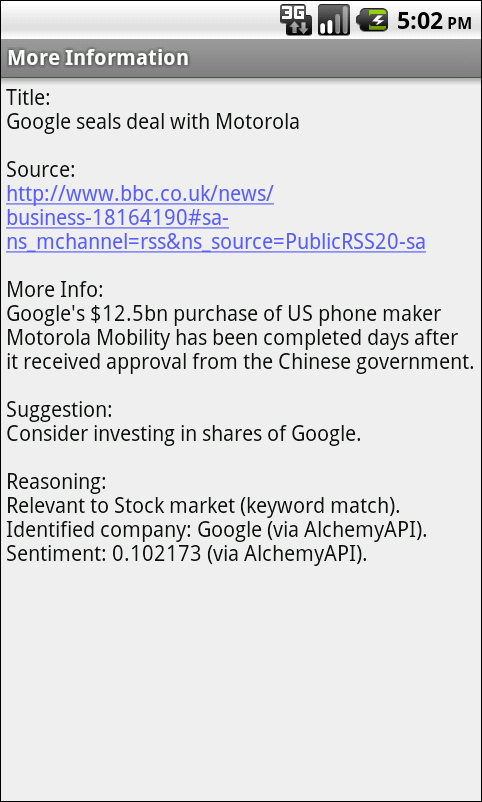 3G 5:02 PM
More Information
Title:
Google seals deal with Motorola
Source:
http://www.bbc.co.uk/news/
business-18164190#sa-
ns_mchannel=rss&ns_source=PublicRSS20-sa
More Info:
Google's $12.5bn purchase of US phone maker
Motorola Mobility has been completed days after
it received approval from the Chinese government.
Suggestion:
Consider investing in shares of Google.
Reasoning:
Relevant to Stock market (keyword match).
Identified company: Google (via AlchemyAPI).
Sentiment: 0.102173 (via AlchemyAPI).